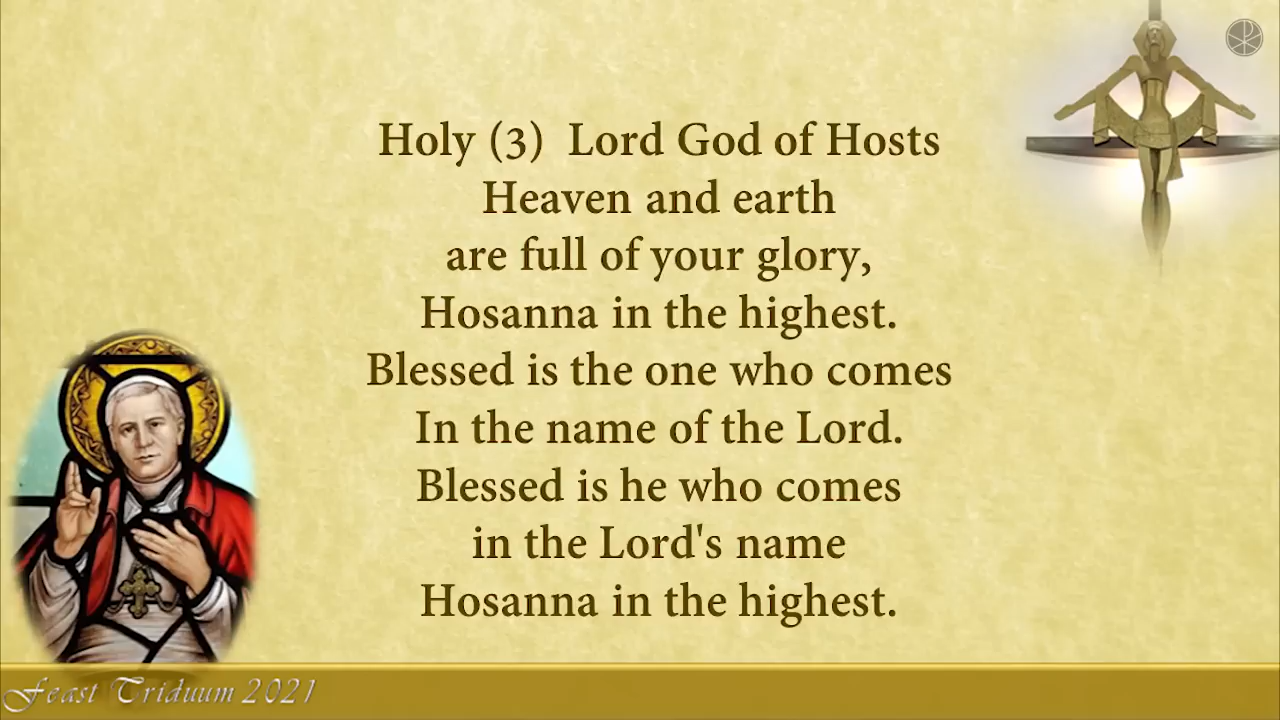 Holy (3) Lord God of Hosts
Heaven and earth
are full of your glory,
Hosanna in the highest.
Blessed is the one who comes
In the name of the Lord.
Blessed is he who comes
in the Lord's name
Hosanna in the highest.
Feast Triduum 2021